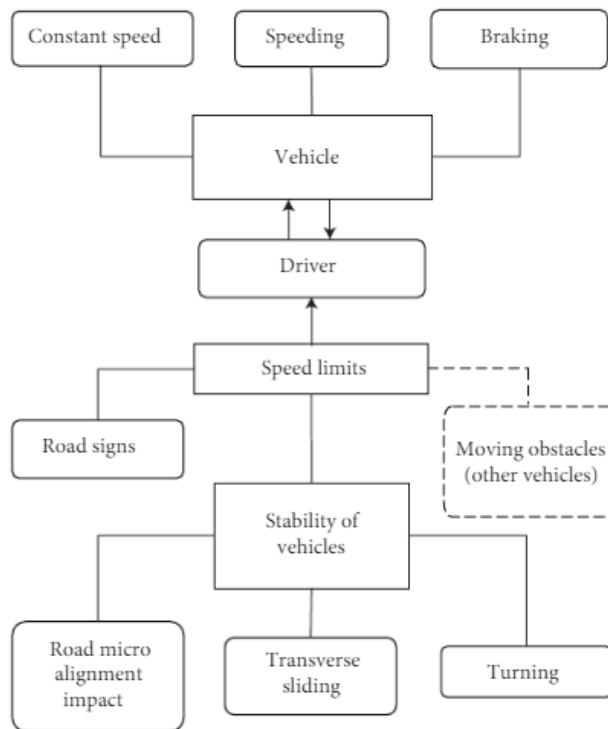 Constant speed
Speeding
Braking
Vehicle
Driver
Speed limits
Road signs
Moving obstacles
(other vehicles)
Stability of
vehicles
Road micro
alignment
impact
Transverse
sliding
Turning